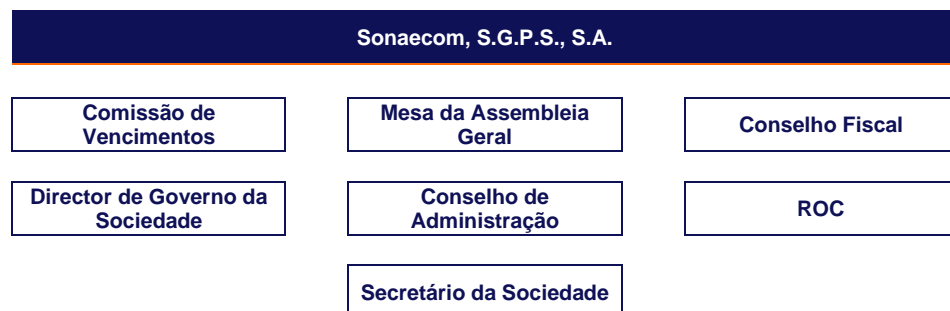 Sonaecom, S.G.P.S., S.A.
Comissão de
Vencimentos
Mesa da Assembleia
Geral
Conselho Fiscal
Director de Governo da
Sociedade
Conselho de
Administração
ROC
Secretário da Sociedade